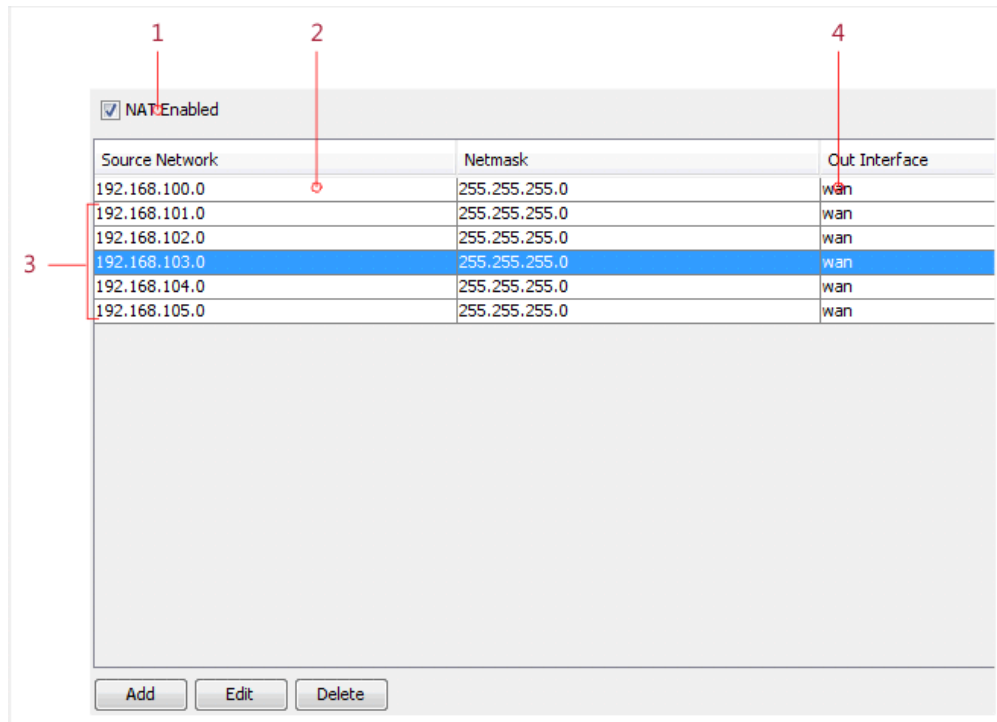 1 2 4
NAT Enabled
Source Network Netmask Out Interface
192.168.100.0 255.255.255.0 wan
192.168.101.0 255.255.255.0 wan
192.168.102.0 255.255.255.0 wan
3 192.168.103.0 255.255.255.0 wan
192.168.104.0 255.255.255.0 wan
192.168.105.0 255.255.255.0 wan
Add Edit Delete